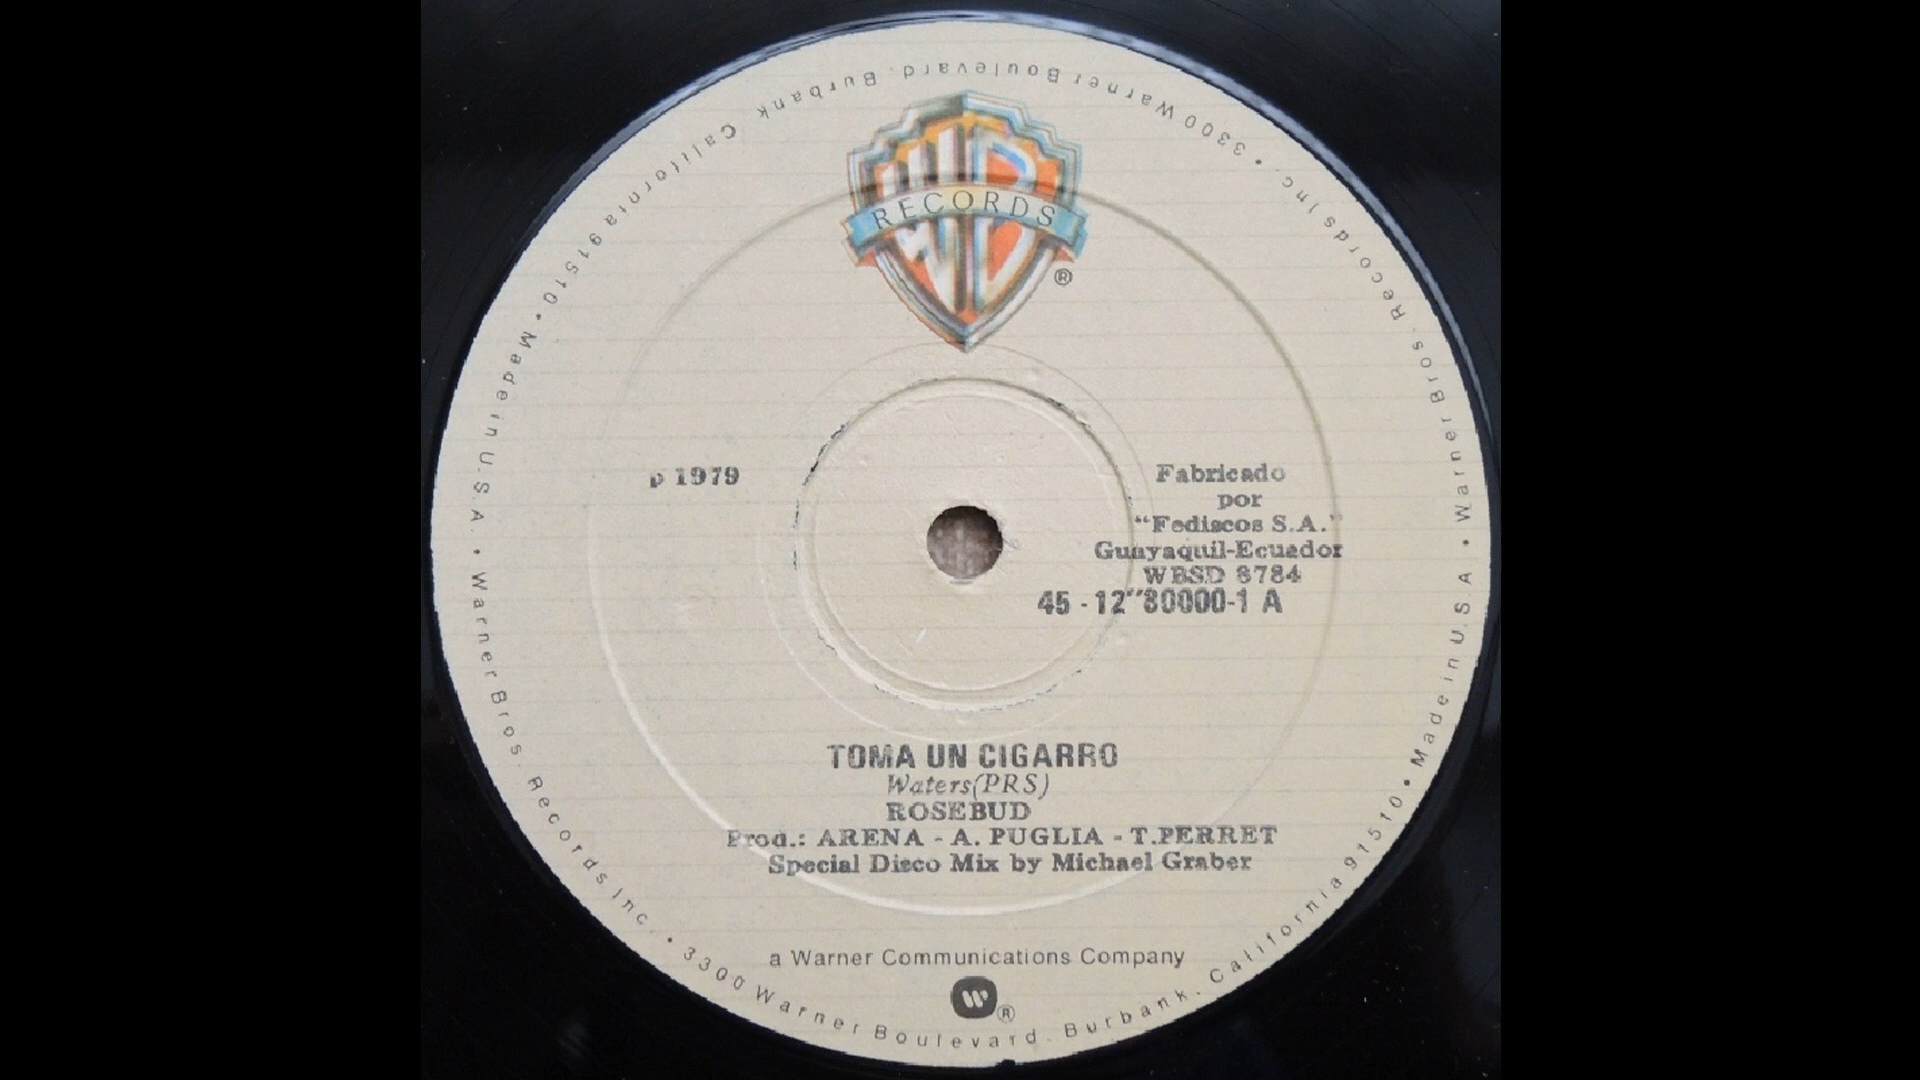 WB
RECORDS
®
p 1979
Fabricado
por
"Fediscos S.A."
Guayaquil-Ecuador
WBSD 8784
45 - 12"80000-1 A
TOMA UN CIGARRO
Waters(PRS)
ROSEBUD
Prod.: ARENA - A. PUGLIA - T.PERRET
Special Disco Mix by Michael Graber
a Warner Communications Company
®
Warner Bros. Records Inc. • 3300 Warner Boulevard. Burbank. California 91510 • Made in U.S.A. •
Warner Bros. Records Inc. • 3300 Warner Boulevard. Burbank. California 91510 • Made in U.S.A. •